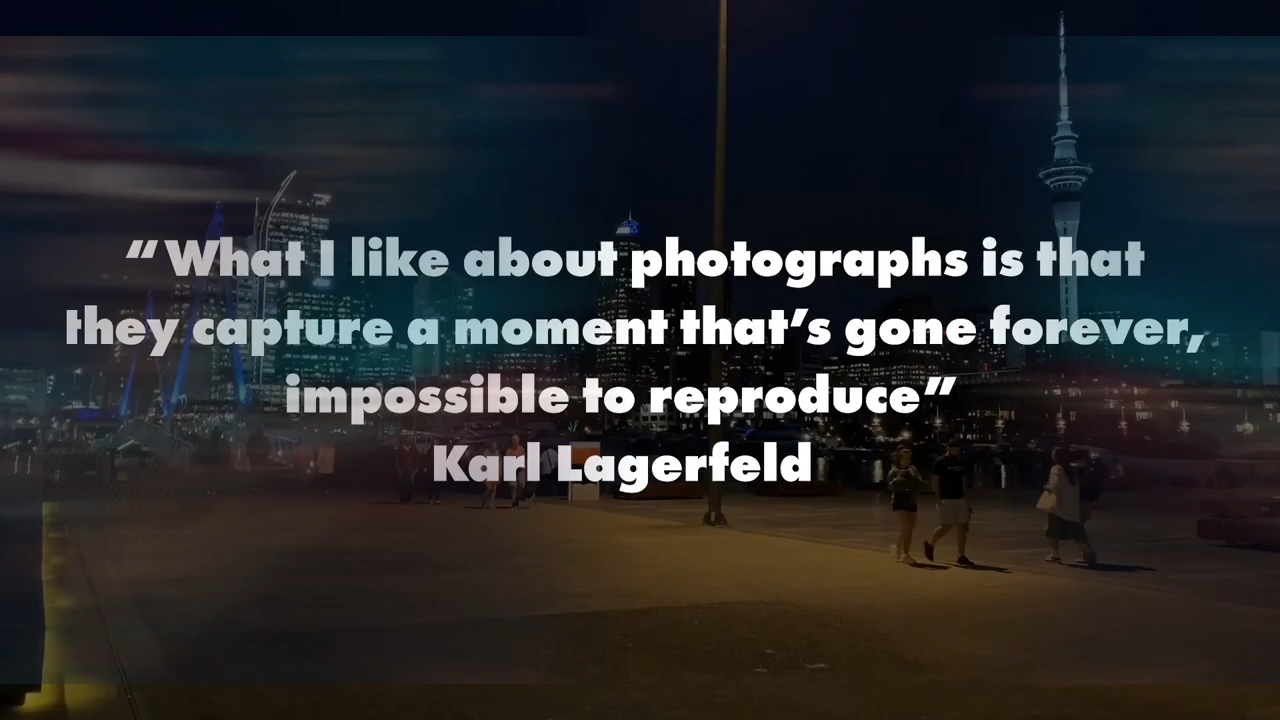 “What I like about photographs is that
they capture a moment that’s gone forever,
impossible to reproduce”
Karl Lagerfeld